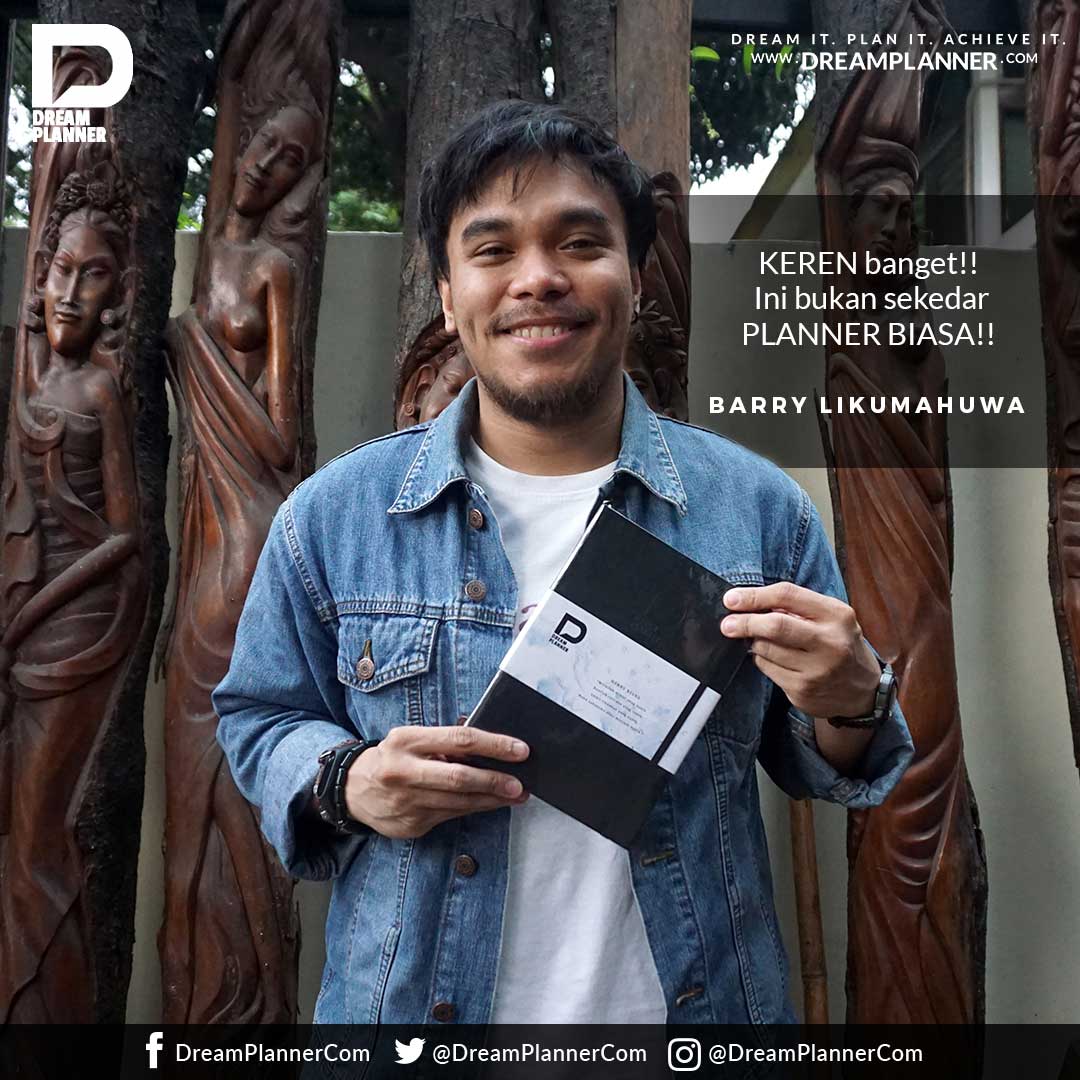 D
DREAM
PLANNER
DREAM IT. PLAN IT. ACHIEVE IT.
WWW.DREAMPLANNER.COM
KEREN banget!!
Ini bukan sekedar
PLANNER BIASA!!
BARRY LIKUMAHUWA
D
DREAM
PLANNER
DreamPlannerCom
@DreamPlannerCom
@DreamPlannerCom